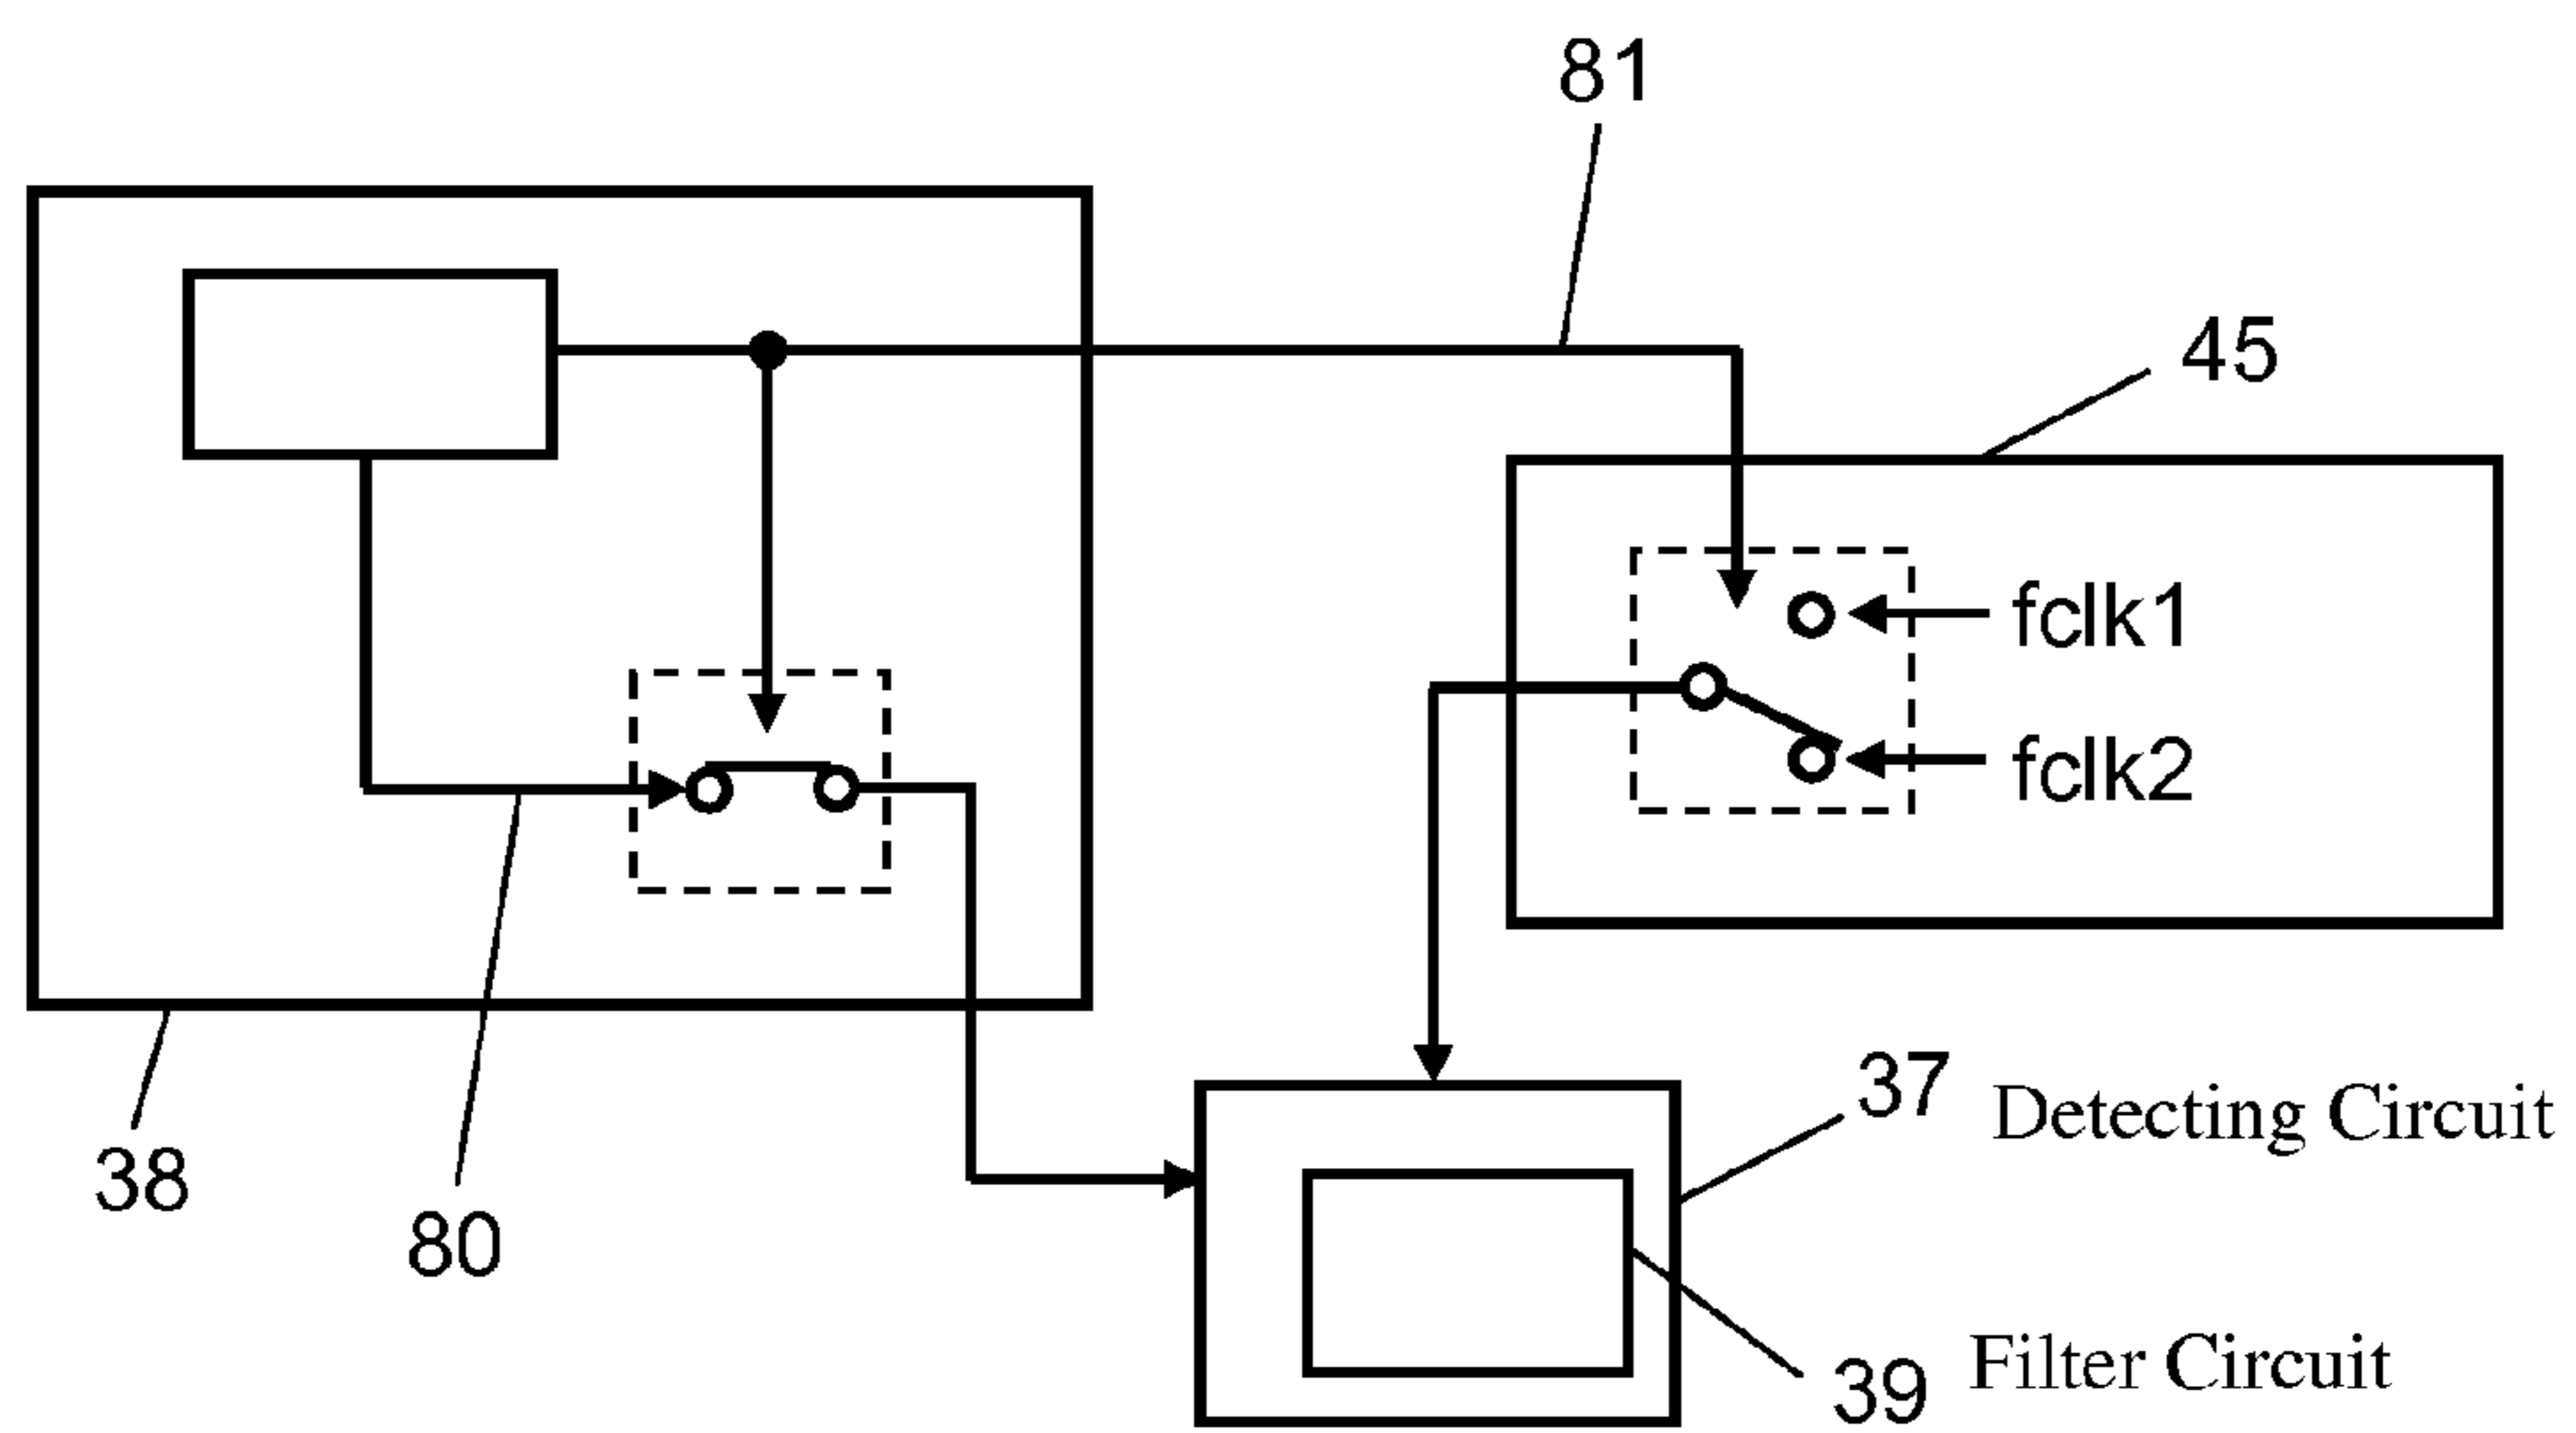 81
45
fclk1
fclk2
37 Detecting Circuit
38
80
39 Filter Circuit